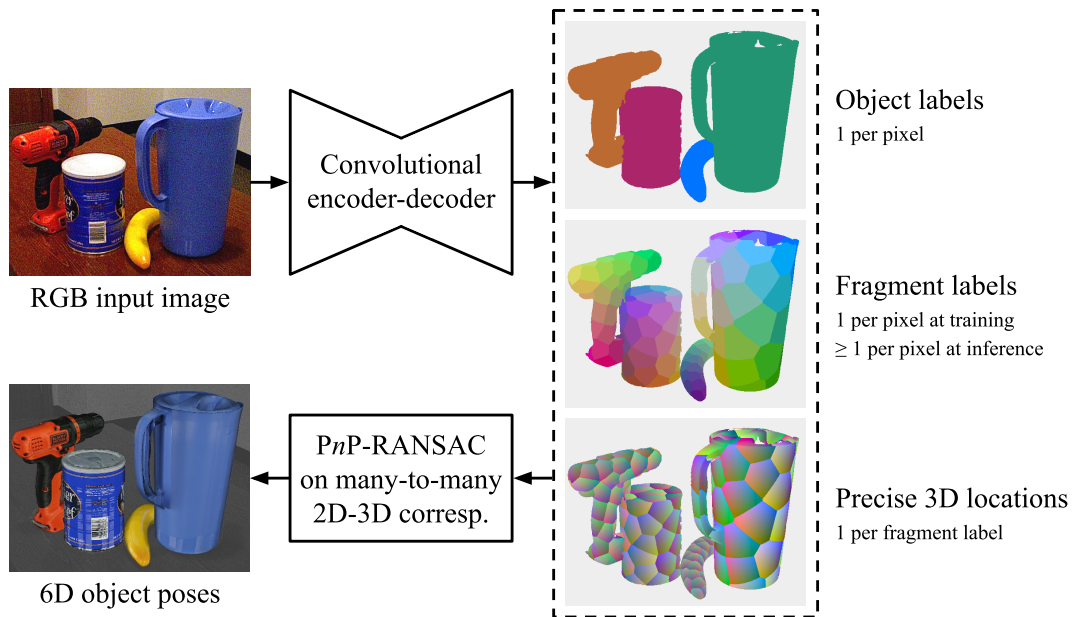 Object labels
1 per pixel
Convolutional
encoder-decoder
RGB input image
Fragment labels
1 per pixel at training
≥ 1 per pixel at inference
PnP-RANSAC
on many-to-many
2D-3D corresp.
Precise 3D locations
1 per fragment label
6D object poses